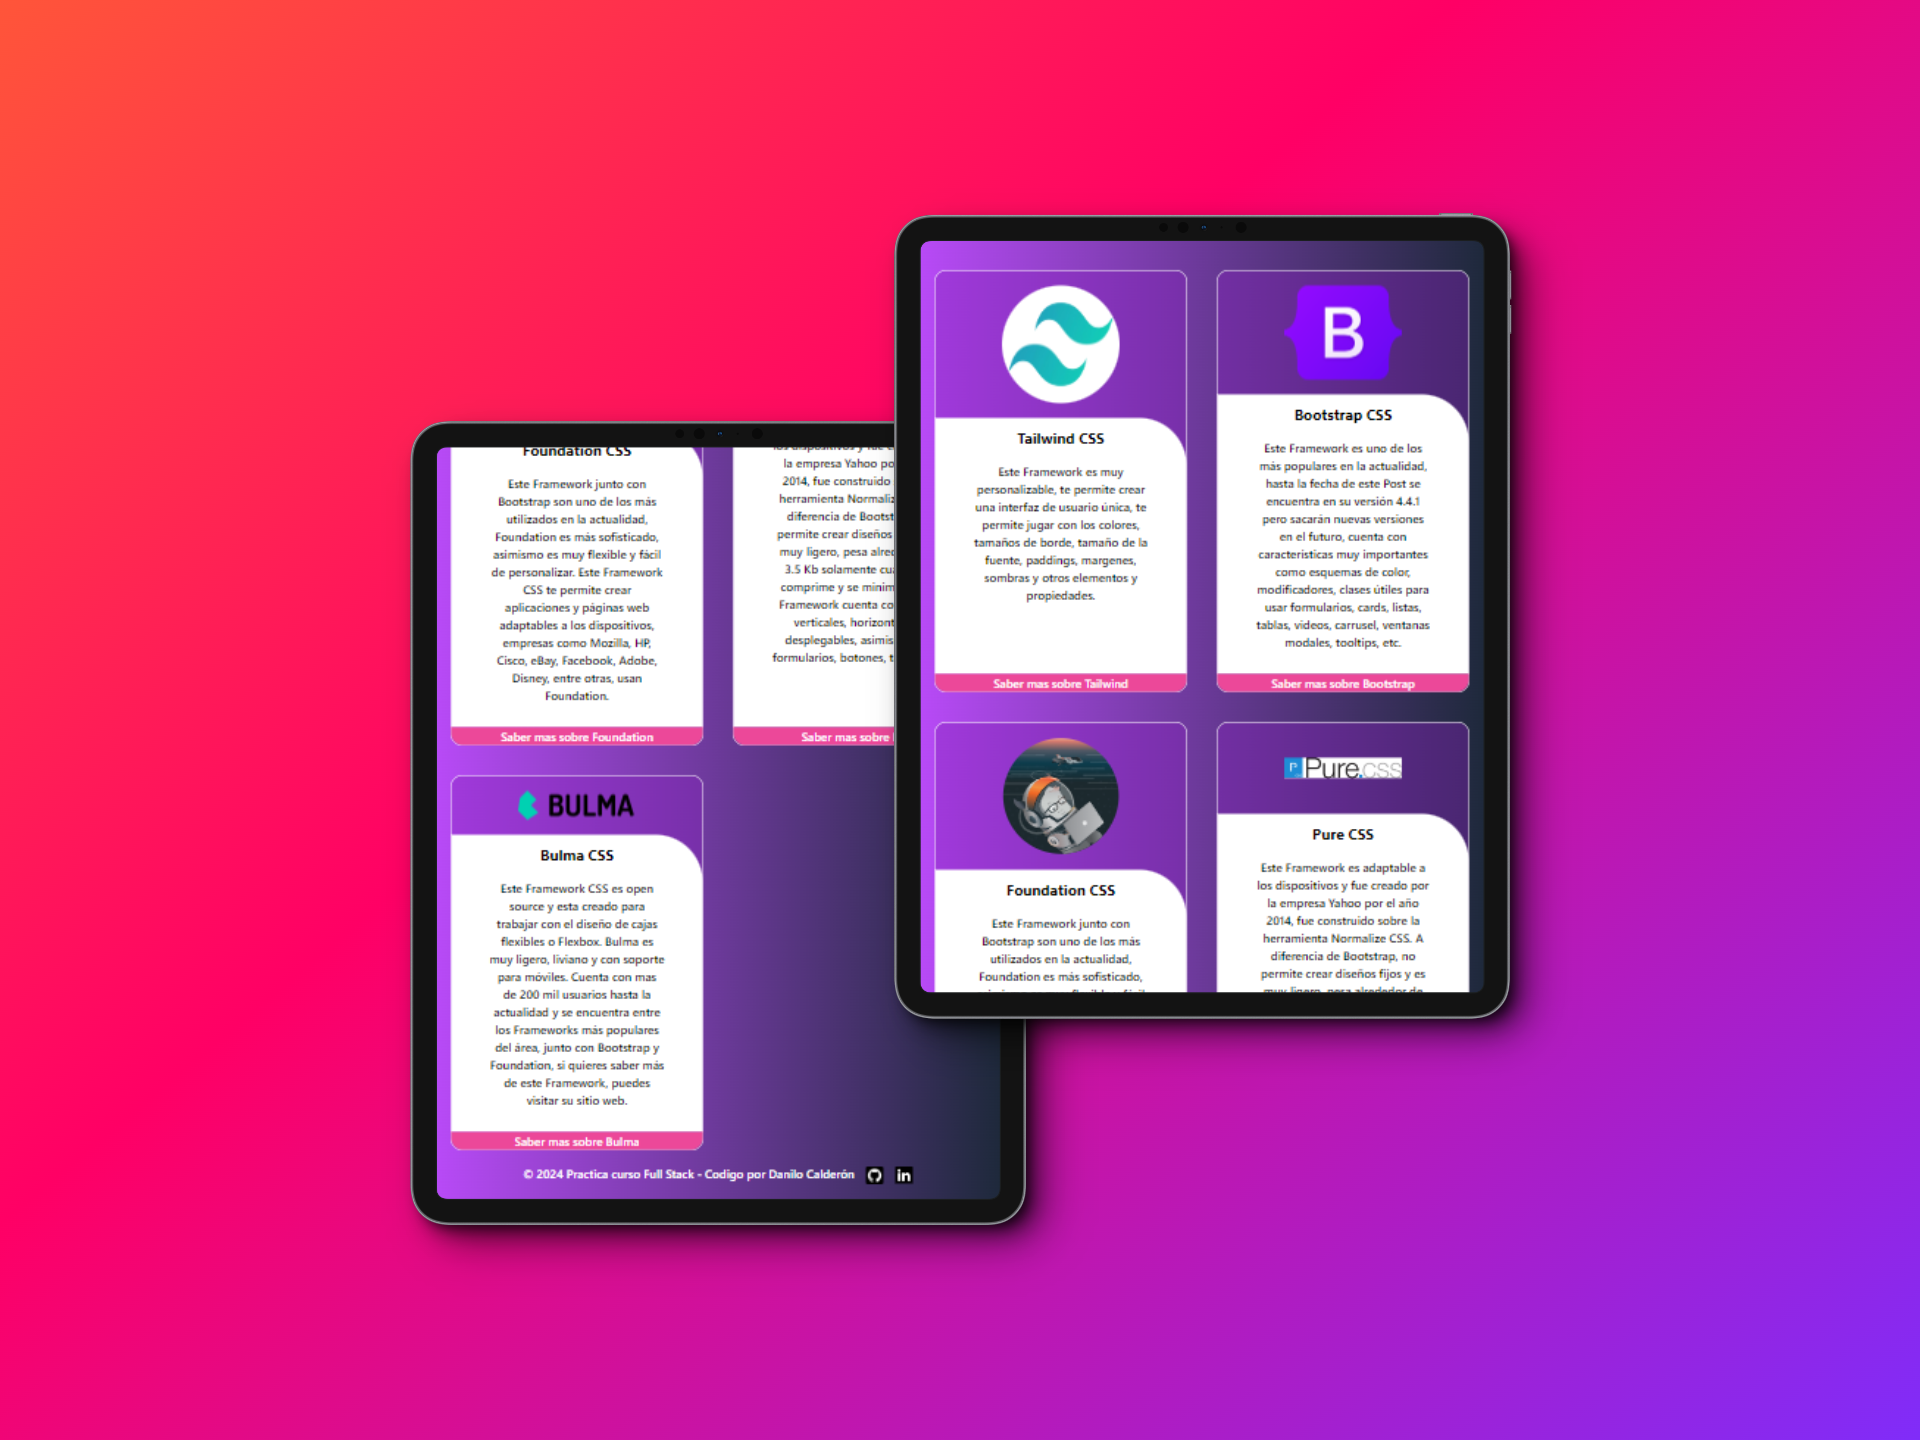 Foundation CSS
Este Framework junto con
Bootstrap son uno de los más
utilizados en la actualidad,
Foundation es más sofisticado,
asimismo es muy flexible y fácil
de personalizar. Este Framework
CSS te permite crear
aplicaciones y páginas web
adaptables a los dispositivos,
empresas como Mozilla, HP,
Cisco, eBay, Facebook, Adobe,
Disney, entre otras, usan
Foundation.
Saber mas sobre Foundation
la empresa Yahoo po
2014, fue construido
herramienta Normaliz
diferencia de Bootst
permite crear diseños
muy ligero, pesa alred
3.5 Kb solamente cu
comprime y se minim
Framework cuenta co
verticales, horizont
desplegables, asimis
formularios, botones, t
Saber mas sobre
BULMA
Bulma CSS
Este Framework CSS es open
source y esta creado para
trabajar con el diseño de cajas
flexibles o Flexbox. Bulma es
muy ligero, liviano y con soporte
para móviles. Cuenta con mas
de 200 mil usuarios hasta la
actualidad y se encuentra entre
los Frameworks más populares
del área, junto con Bootstrap y
Foundation, si quieres saber más
de este Framework, puedes
visitar su sitio web.
Saber mas sobre Bulma
© 2024 Practica curso Full Stack - Codigo por Danilo Calderón
in
Tailwind CSS
Este Framework es muy
personalizable, te permite crear
una interfaz de usuario única, te
permite jugar con los colores,
tamaños de borde, tamaño de la
fuente, paddings, margenes,
sombras y otros elementos y
propiedades.
Saber mas sobre Tailwind
B
Bootstrap CSS
Este Framework es uno de los
más populares en la actualidad,
hasta la fecha de este Post se
encuentra en su versión 4.4.1
pero sacarán nuevas versiones
en el futuro, cuenta con
caracteristicas muy importantes
como esquemas de color,
modificadores, clases útiles para
usar formularios, cards, listas,
tablas, videos, carrusel, ventanas
modales, tooltips, etc.
Saber mas sobre Bootstrap
Foundation CSS
Este Framework junto con
Bootstrap son uno de los más
utilizados en la actualidad,
Foundation es más sofisticado,
P Pure.css
Pure CSS
Este Framework es adaptable a
los dispositivos y fue creado por
la empresa Yahoo por el año
2014, fue construido sobre la
herramienta Normalize CSS. A
diferencia de Bootstrap, no
permite crear diseños fijos y es
muy ligero, pesa alrededor de